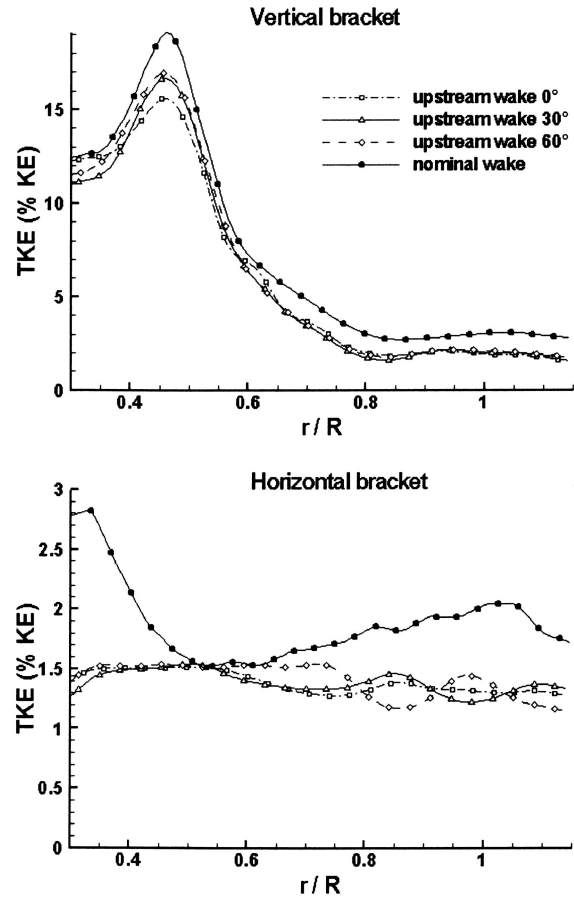 Vertical bracket
upstream wake 0°
upstream wake 30°
upstream wake 60°
nominal wake
TKE (% KE)
15
10
5
0
0.4 0.6 0.8 1
r / R
Horizontal bracket
TKE (% KE)
3
2.5
2
1.5
1
0.5
0
0.4 0.6 0.8 1
r / R